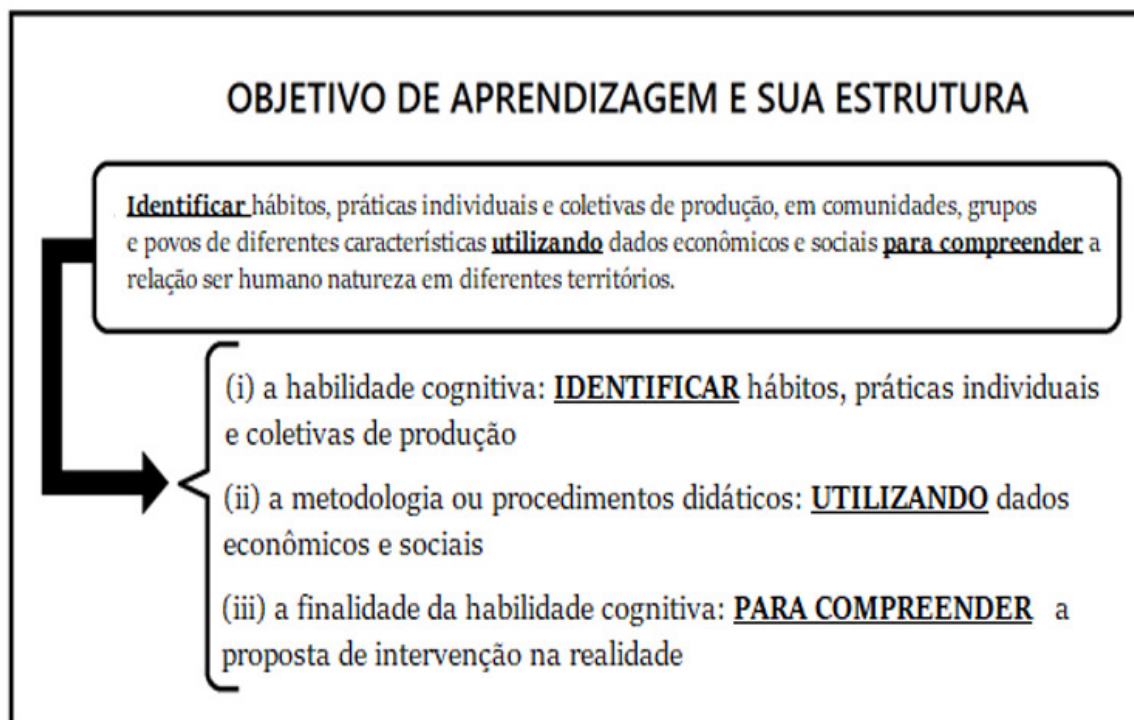 OBJETIVO DE APRENDIZAGEM E SUA ESTRUTURA
Identificar hábitos, práticas individuais e coletivas de produção, em comunidades, grupos
e povos de diferentes características utilizando dados econômicos e sociais para compreender a
relação ser humano natureza em diferentes territórios.
(i) a habilidade cognitiva: IDENTIFICAR hábitos, práticas individuais
e coletivas de produção
(ii) a metodologia ou procedimentos didáticos: UTILIZANDO dados
econômicos e sociais
(iii) a finalidade da habilidade cognitiva: PARA COMPREENDER a
proposta de intervenção na realidade